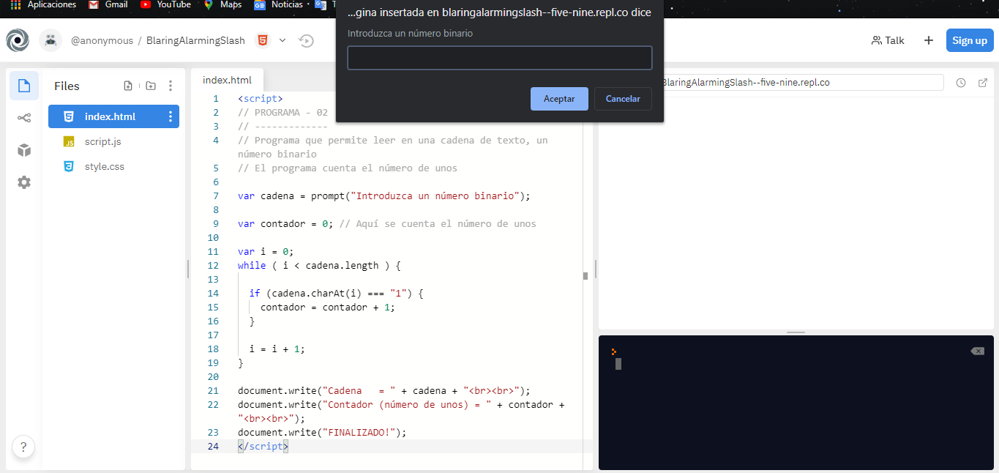 Aplicaciones Gmail YouTube Maps Noticias
...gina insertada en blaringalarmingslash--five-nine.repl.co dice
Introduzca un número binario
Aceptar Cancelar
@anonymous / BlaringAlarmingSlash
Talk + Sign up
Files
index.html
script.js
style.css
?
index.html
BlaringAlarmingSlash--five-nine.repl.co
1 <script>
2 // PROGRAMA - 02
3 // -------------
4 // Programa que permite leer en una cadena de texto, un
número binario
5 // El programa cuenta el número de unos
6
7 var cadena = prompt("Introduzca un número binario");
8
9 var contador = 0; // Aquí se cuenta el número de unos
10
11 var i = 0;
12 while ( i < cadena.length ) {
13
14 if (cadena.charAt(i) === "1") {
15 contador = contador + 1;
16 }
17
18 i = i + 1;
19 }
20
21 document.write("Cadena   = " + cadena + "<br><br>");
22 document.write("Contador (número de unos) = " + contador +
"<br><br>");
23 document.write("FINALIZADO!");
24 </script>